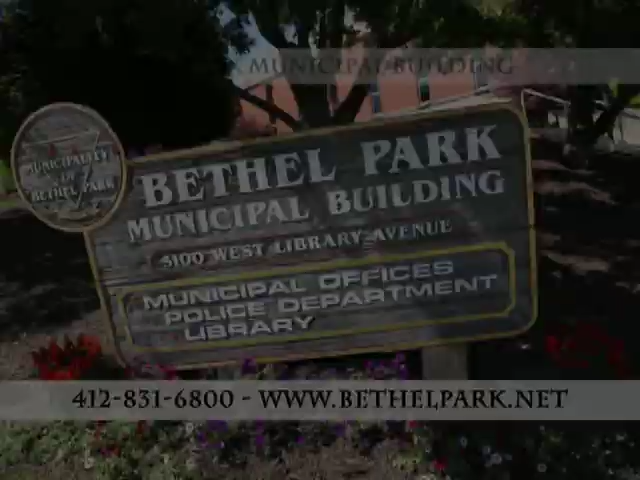 MUNICIPAL BUILDING
MUNICIPALITY
OF
BETHEL PARK
BETHEL PARK
MUNICIPAL BUILDING
5100 WEST LIBRARY AVENUE
MUNICIPAL OFFICES
POLICE DEPARTMENT
LIBRARY
412-831-6800 - WWW.BETHELPARK.NET